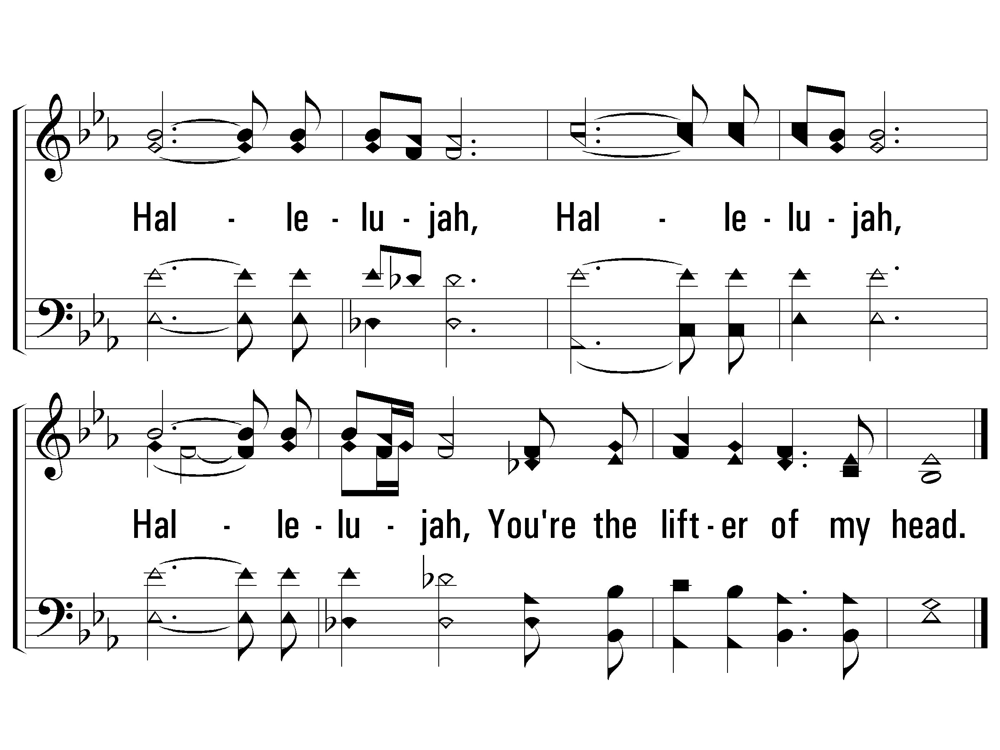 Hal - le - lu - jah, Hal - le - lu - jah,
Hal - le - lu - jah, You're the lift - er of my head.